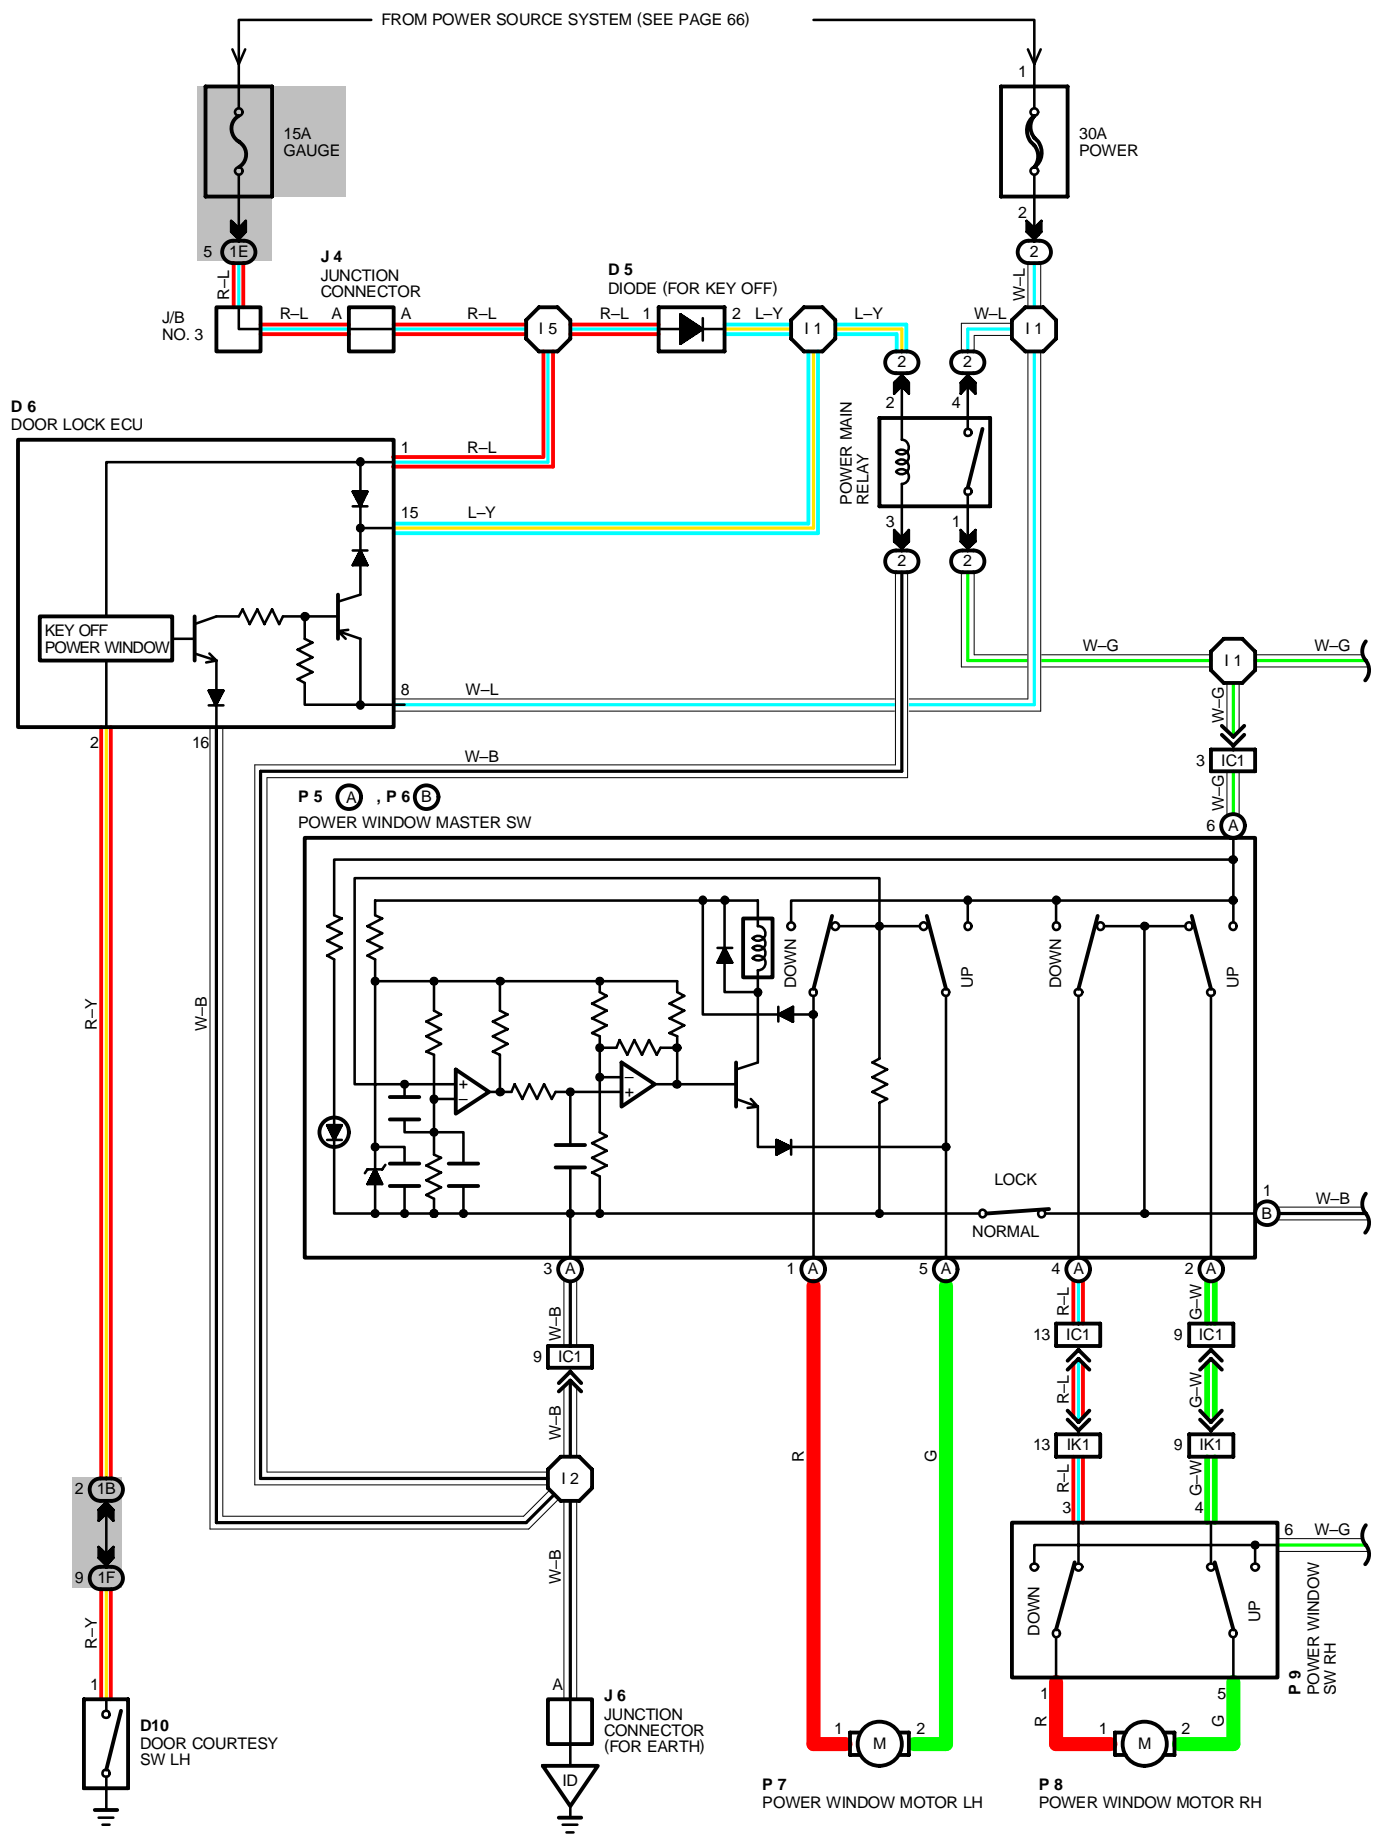 FROM POWER SOURCE SYSTEM (SEE PAGE 66)
1
15A
GAUGE
30A
POWER
2
5 1E
2
R–L
W–L
J 4
JUNCTION
CONNECTOR
D 5
DIODE (FOR KEY OFF)
J/B
NO. 3
R–L A
A R–L
I 5
R–L 1
2 L–Y
I 1
L–Y
W–L
I 1
2
2
2
4
POWER MAIN
RELAY
D 6
DOOR LOCK ECU
1 R–L
15 L–Y
3
1
2
2
KEY OFF
POWER WINDOW
W–G
I 1
W–G
8 W–L
W–G
2
16
W–B
3 IC1
W–G
P 5 A , P 6 B
POWER WINDOW MASTER SW
6 A
DOWN
UP
DOWN
UP
R–Y
W–B
+
–
–
+
LOCK
NORMAL
1
B
W–B
3 A
1 A
5 A
4 A
2 A
W–B
R–L
G–W
13 IC1
9 IC1
9 IC1
R–L
G–W
W–B
R
G
13 IK1
9 IK1
I 2
R–L
G–W
2 1B
3
4
6 W–G
W–B
9 1F
DOWN
UP
P 9
POWER WINDOW
SW RH
R–Y
1
A
J 6
JUNCTION
CONNECTOR
(FOR EARTH)
D10
DOOR COURTESY
SW LH
1
5
R
G
1 M 2
1 M 2
ID
P 7
POWER WINDOW MOTOR LH
P 8
POWER WINDOW MOTOR RH